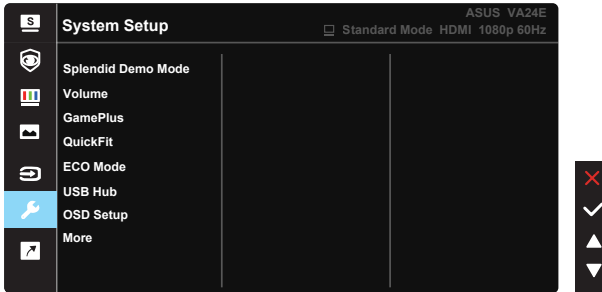 S
System Setup
ASUS VA24E
Standard Mode HDMI 1080p 60Hz
Splendid Demo Mode
Volume
GamePlus
QuickFit
ECO Mode
USB Hub
OSD Setup
More